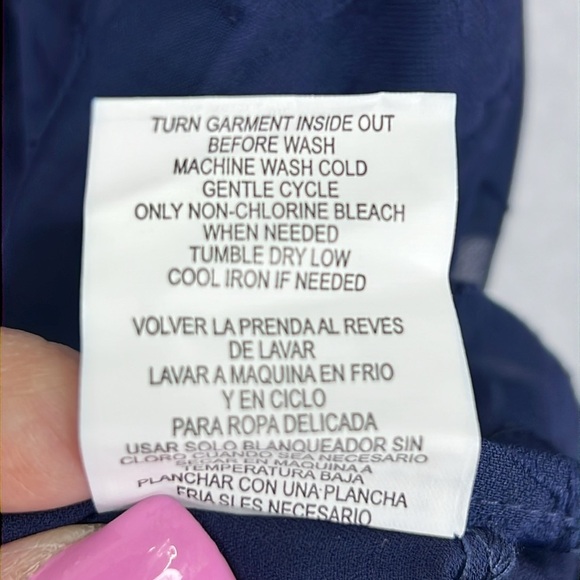 TURN GARMENT INSIDE OUT
BEFORE WASH
MACHINE WASH COLD
GENTLE CYCLE
ONLY NON-CHLORINE BLEACH
WHEN NEEDED
TUMBLE DRY LOW
COOL IRON IF NEEDED
VOLVER LA PRENDA AL REVES
DE LAVAR
LAVAR A MAQUINA EN FRIO
Y EN CICLO
PARA ROPA DELICADA
USAR SOLO BLANQUEADOR SIN
CLORO CUANDO SEA NECESARIO
EN MAQUINA A
TEMPERATURA BAJA
PLANCHAR CON UNA PLANCHA
FRIA SI ES NECESARIO